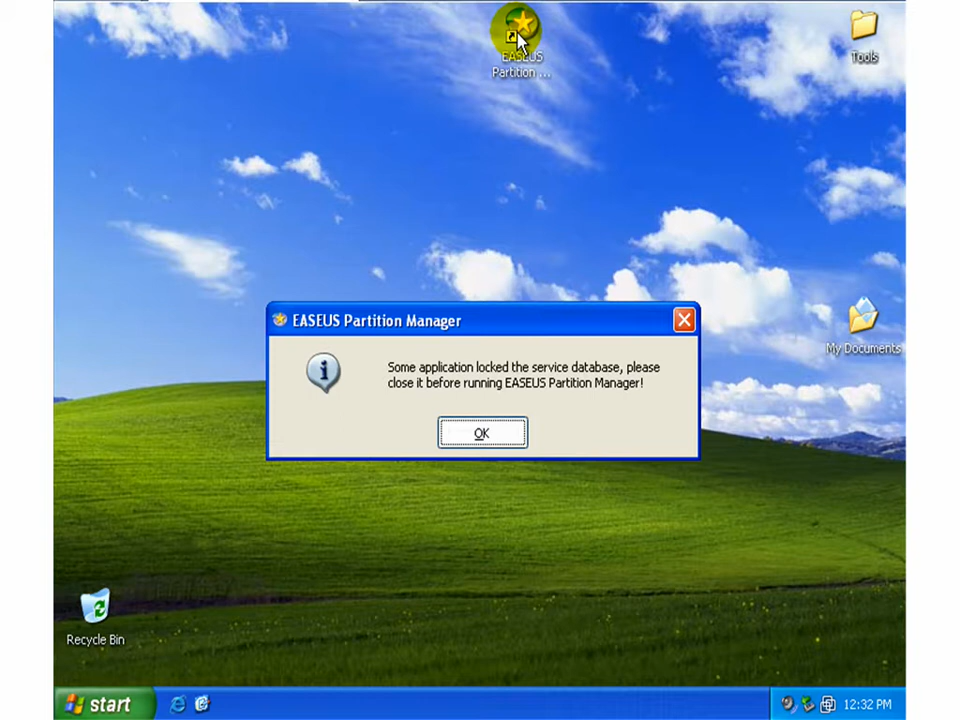 EASEUS
Partition ...
Tools
EASEUS Partition Manager
Some application locked the service database, please
close it before running EASEUS Partition Manager!
OK
My Documents
Recycle Bin
start
12:32 PM